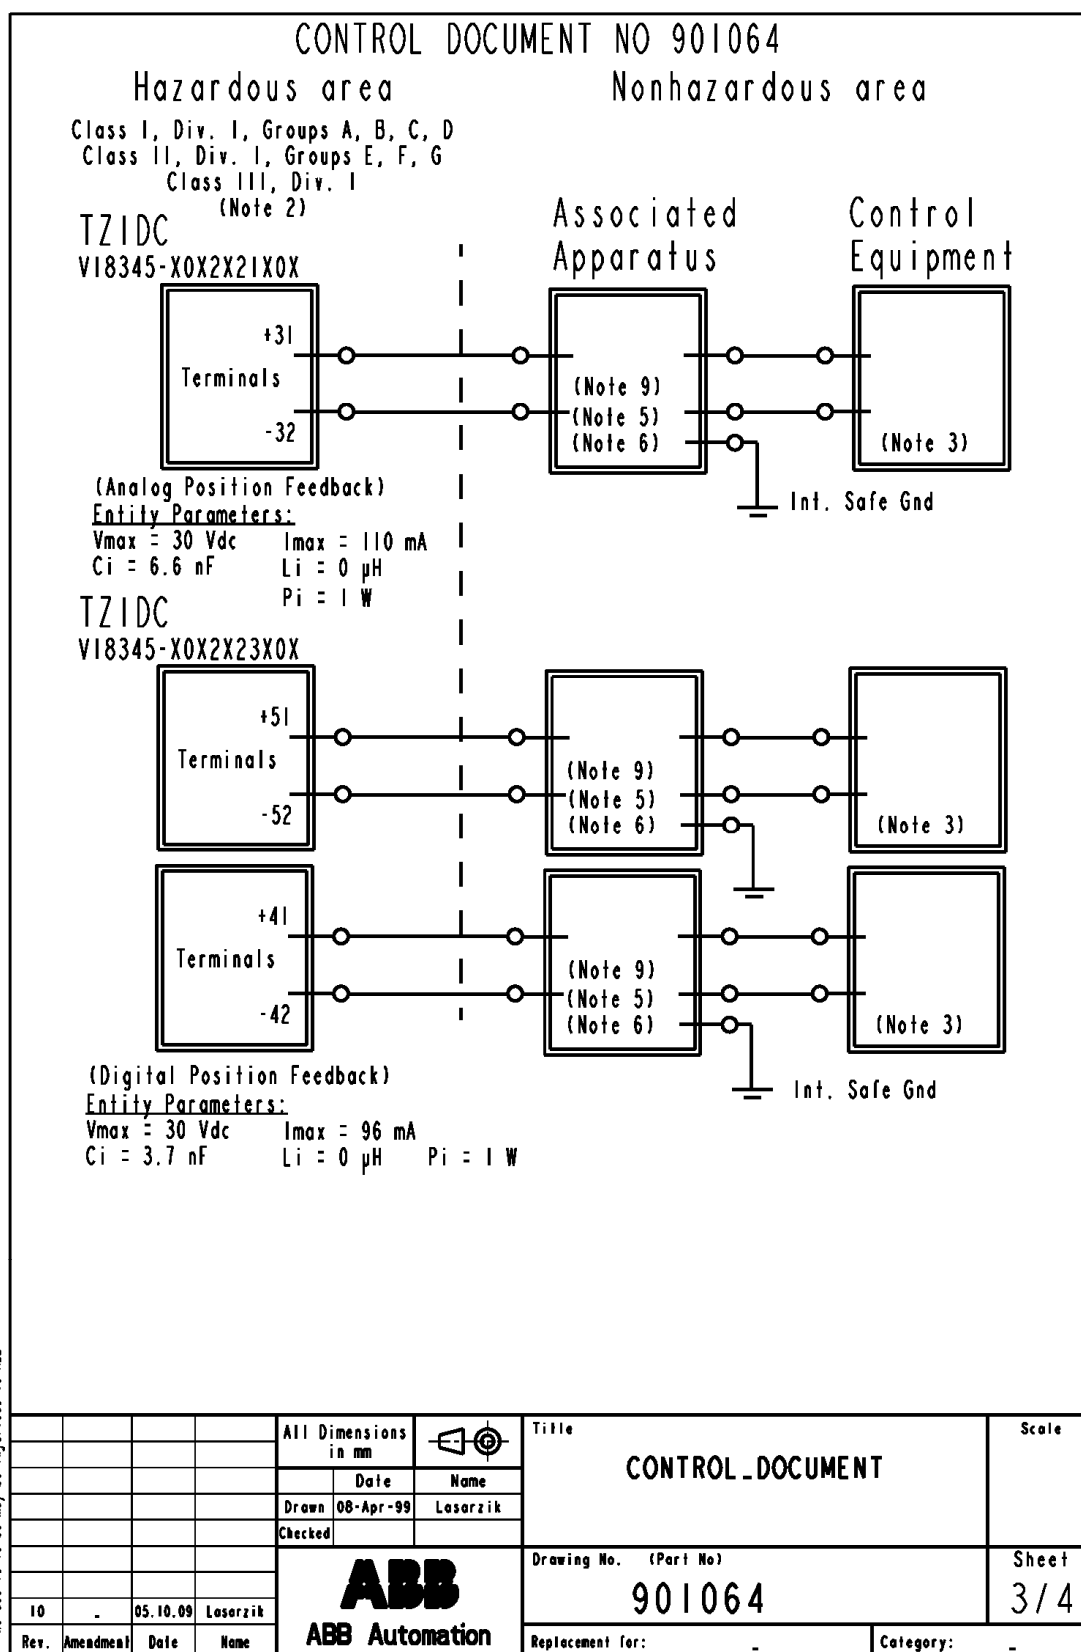 CONTROL DOCUMENT NO 901064
Hazardous area
Nonhazardous area
Class I, Div. I, Groups A, B, C, D
Class II, Div. I, Groups E, F, G
Class III, Div. I
(Note 2)
TZIDC
V18345-X0X2X21X0X
Associated
Apparatus
Control
Equipment
+31
Terminals
-32
(Note 9)
(Note 5)
(Note 6)
(Note 3)
Int. Safe Gnd
(Analog Position Feedback)
Entity Parameters:
Vmax = 30 Vdc Imax = 110 mA
Ci = 6.6 nF Li = 0 µH
Pi = 1 W
TZIDC
V18345-X0X2X23X0X
+51
Terminals
-52
(Note 9)
(Note 5)
(Note 6)
(Note 3)
+41
Terminals
-42
(Note 9)
(Note 5)
(Note 6)
(Note 3)
Int. Safe Gnd
(Digital Position Feedback)
Entity Parameters:
Vmax = 30 Vdc Imax = 96 mA
Ci = 3.7 nF Li = 0 µH Pi = 1 W
All Dimensions
in mm
Date Name
Drawn 08-Apr-99 Lasarzik
Checked
ABB
ABB Automation
10 - 05.10.09 Lasarzik
Rev. Amendment Date Name
Title
CONTROL_DOCUMENT
Scale
Drawing No. (Part No)
901064
Sheet
3/4
Replacement for: -
Category: -